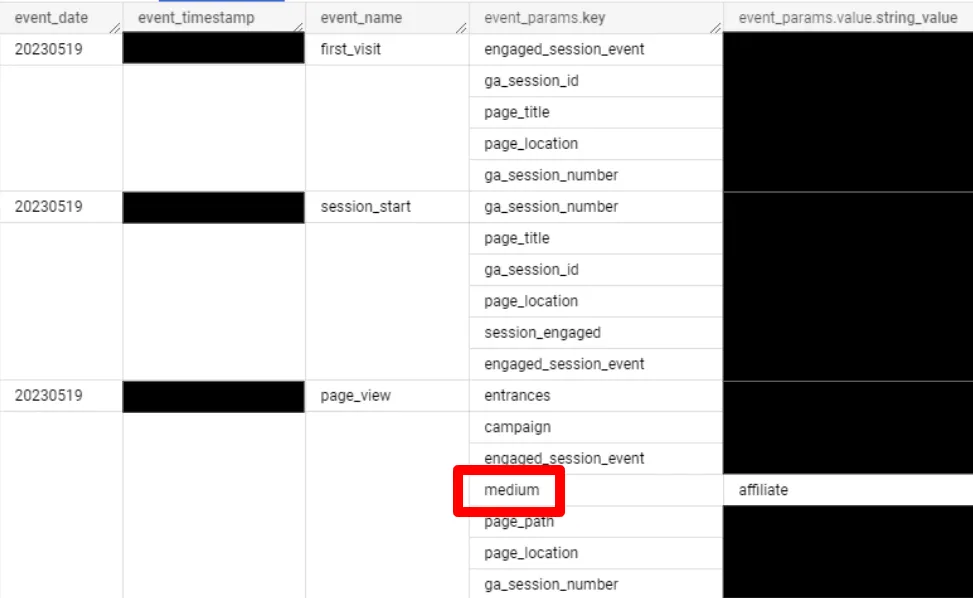 event_date event_timestamp event_name event_params.key event_params.value.string_value
20230519 first_visit engaged_session_event
ga_session_id
page_title
page_location
ga_session_number
20230519 session_start ga_session_number
page_title
ga_session_id
page_location
session_engaged
engaged_session_event
20230519 page_view entrances
campaign
engaged_session_event
medium affiliate
page_path
page_location
ga_session_number